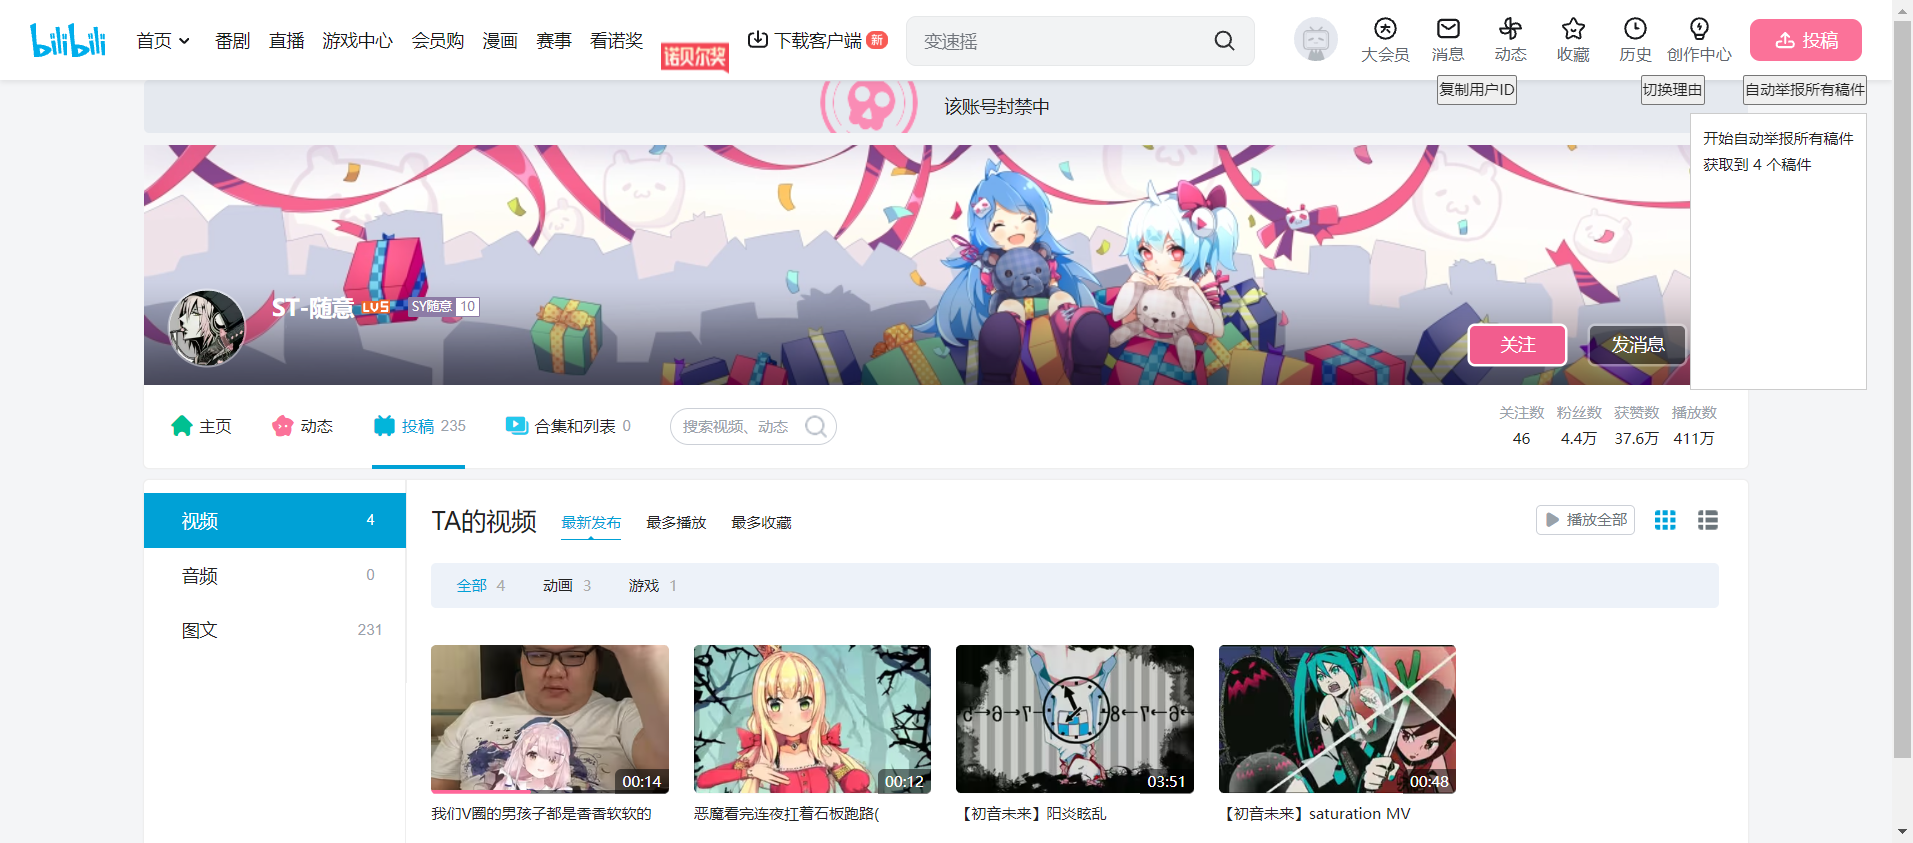 bilibili
首页
番剧
直播
游戏中心
会员购
漫画
赛事
看诺奖
诺贝尔奖
下载客户端
新
变速摇
大会员
消息
动态
收藏
历史
创作中心
投稿
复制用户ID
切换理由
自动举报所有稿件
该账号封禁中
开始自动举报所有稿件
获取到 4 个稿件
ST-随意 LV5 SY随意 10
关注
发消息
主页
动态
投稿 235
合集和列表 0
搜索视频、动态
关注数 粉丝数 获赞数 播放数
46 4.4万 37.6万 411万
视频 4
音频 0
图文 231
TA的视频
最新发布
最多播放
最多收藏
播放全部
全部 4
动画 3
游戏 1
00:14
我们V圈的男孩子都是香香软软的
00:12
恶魔看完连夜扛着石板跑路(
03:51
【初音未来】阳炎眩乱
00:48
【初音未来】saturation MV